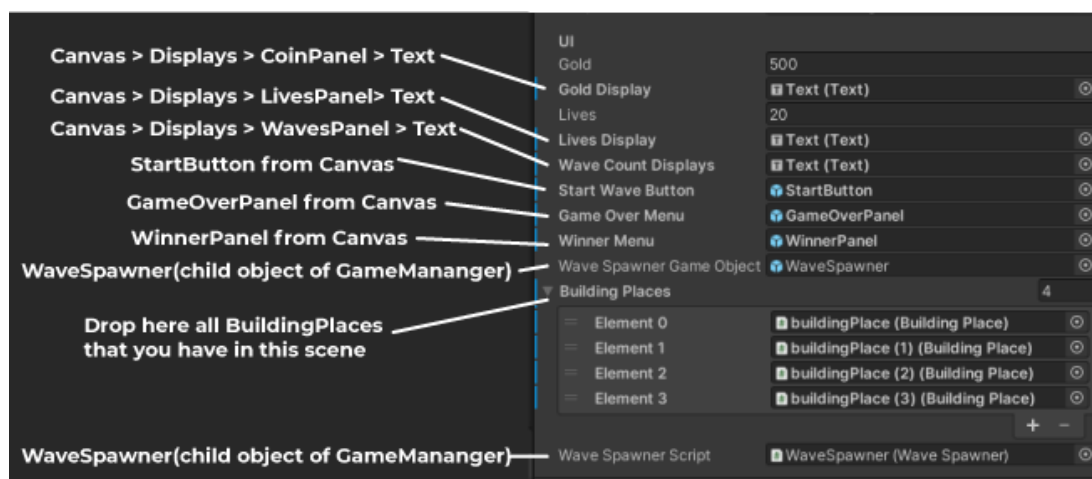 UI
Gold 500
Canvas > Displays > CoinPanel > Text
Gold Display Text (Text)
Canvas > Displays > LivesPanel> Text
Lives 20
Canvas > Displays > WavesPanel > Text
Lives Display Text (Text)
Wave Count Displays Text (Text)
StartButton from Canvas
Start Wave Button StartButton
GameOverPanel from Canvas
Game Over Menu GameOverPanel
WinnerPanel from Canvas
Winner Menu WinnerPanel
WaveSpawner(child object of GameMananger)
Wave Spawner Game Object WaveSpawner
Building Places 4
Drop here all BuildingPlaces
that you have in this scene
Element 0 buildingPlace (Building Place)
Element 1 buildingPlace (1) (Building Place)
Element 2 buildingPlace (2) (Building Place)
Element 3 buildingPlace (3) (Building Place)
+ −
WaveSpawner(child object of GameMananger)
Wave Spawner Script WaveSpawner (Wave Spawner)